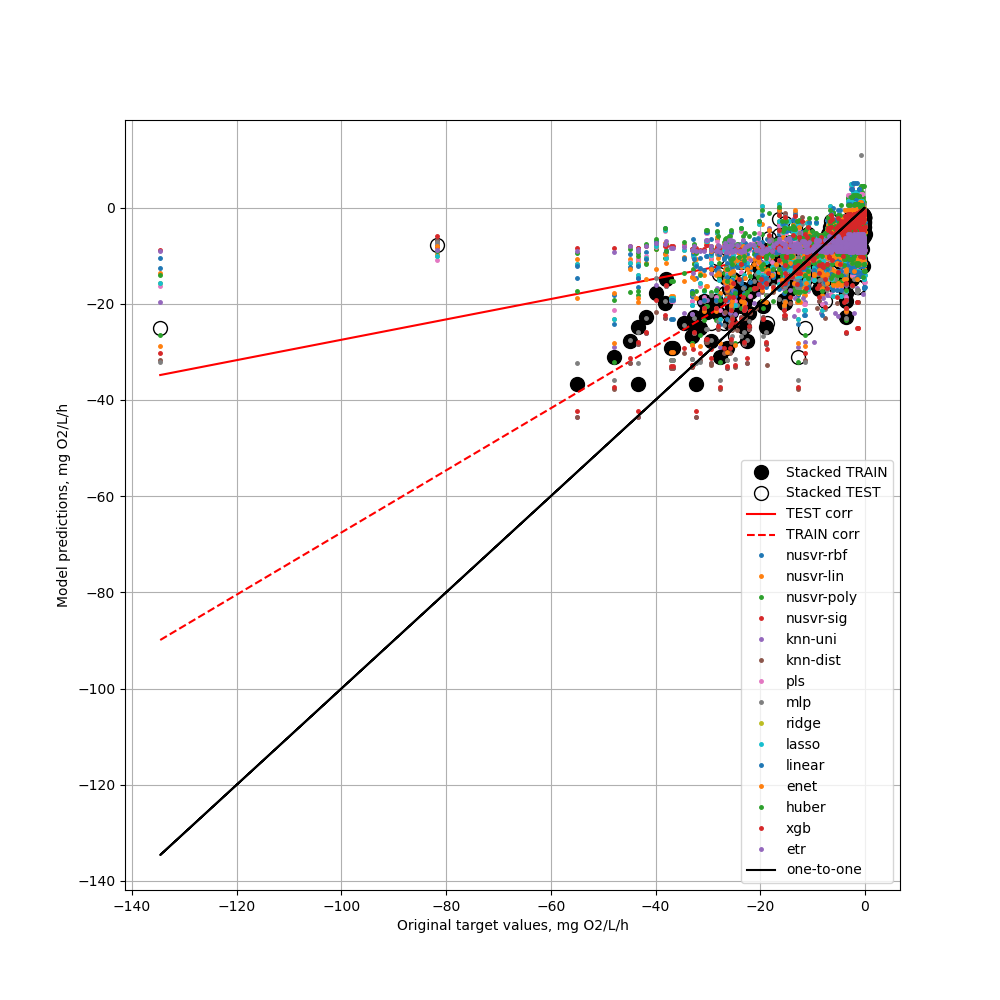 0
−20
−40
−60
−80
−100
−120
−140
−140
−120
−100
−80
−60
−40
−20
0
Model predictions, mg O2/L/h
Original target values, mg O2/L/h
Stacked TRAIN
Stacked TEST
TEST corr
TRAIN corr
nusvr-rbf
nusvr-lin
nusvr-poly
nusvr-sig
knn-uni
knn-dist
pls
mlp
ridge
lasso
linear
enet
huber
xgb
etr
one-to-one